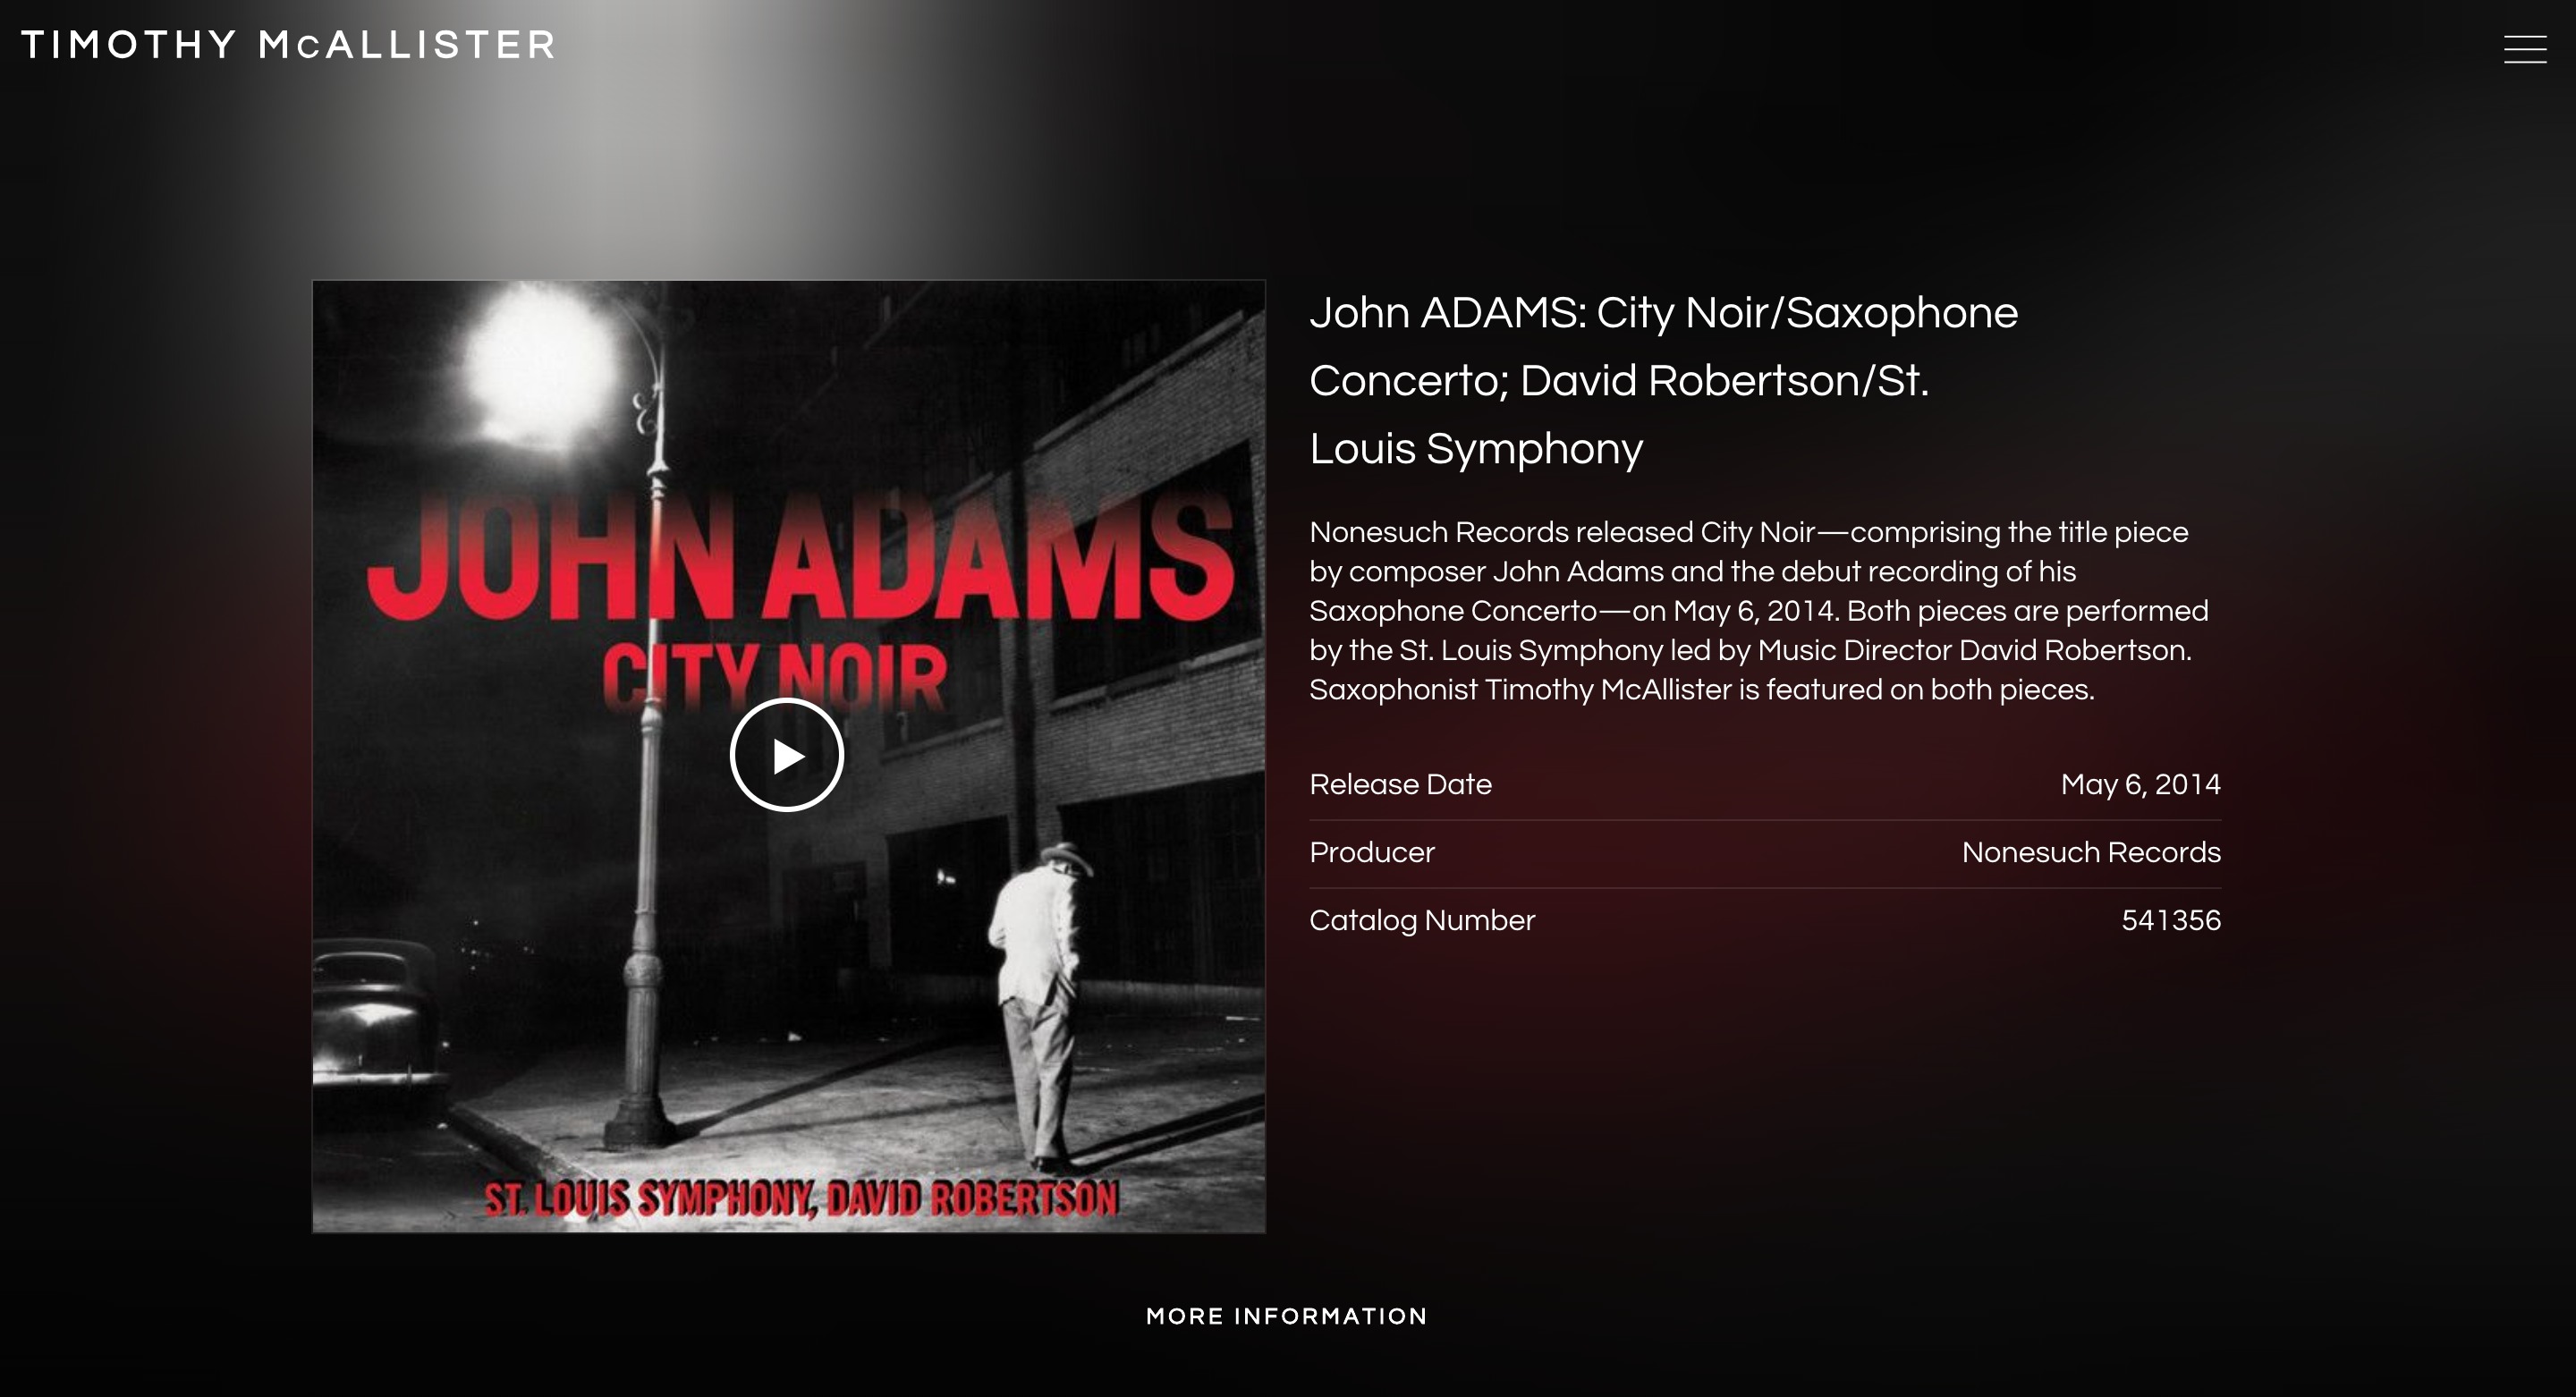 TIMOTHY McALLISTER
JOHN ADAMS
CITY NOIR
ST. LOUIS SYMPHONY, DAVID ROBERTSON
John ADAMS: City Noir/Saxophone
Concerto; David Robertson/St.
Louis Symphony
Nonesuch Records released City Noir—comprising the title piece
by composer John Adams and the debut recording of his
Saxophone Concerto—on May 6, 2014. Both pieces are performed
by the St. Louis Symphony led by Music Director David Robertson.
Saxophonist Timothy McAllister is featured on both pieces.
Release Date May 6, 2014
Producer Nonesuch Records
Catalog Number 541356
MORE INFORMATION